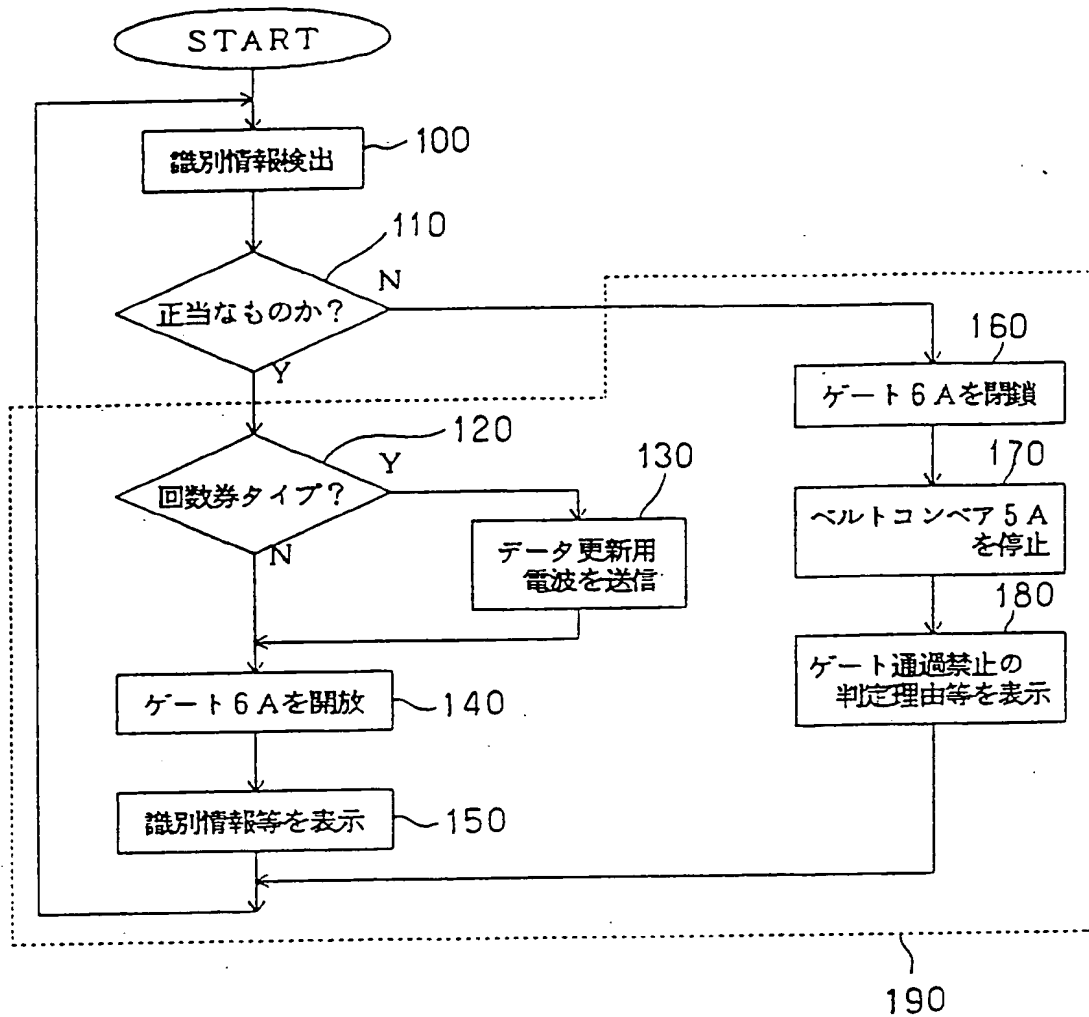 START
識別情報検出
100
正当なものか?
110
N
Y
回数券タイプ?
120
Y
N
データ更新用
電波を送信
130
ゲート6Aを開放
140
識別情報等を表示
150
ゲート6Aを閉鎖
160
ベルトコンベア5A
を停止
170
ゲート通過禁止の
判定理由等を表示
180
190